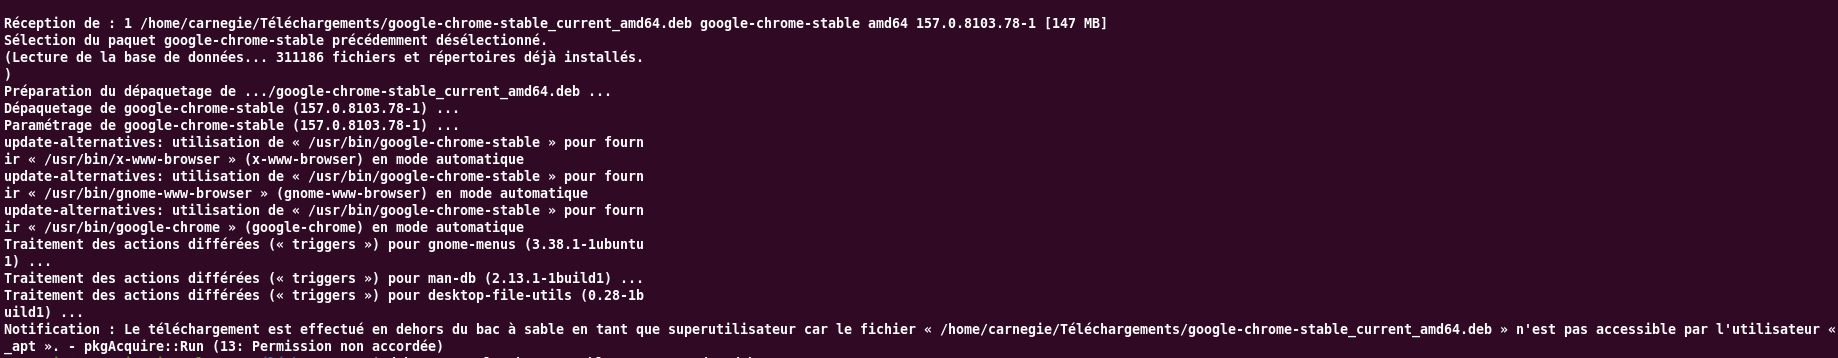 Réception de : 1 /home/carnegie/Téléchargements/google-chrome-stable_current_amd64.deb google-chrome-stable amd64 157.0.8103.78-1 [147 MB]
Sélection du paquet google-chrome-stable précédemment désélectionné.
(Lecture de la base de données... 311186 fichiers et répertoires déjà installés.
)
Préparation du dépaquetage de .../google-chrome-stable_current_amd64.deb ...
Dépaquetage de google-chrome-stable (157.0.8103.78-1) ...
Paramétrage de google-chrome-stable (157.0.8103.78-1) ...
update-alternatives: utilisation de « /usr/bin/google-chrome-stable » pour fourn
ir « /usr/bin/x-www-browser » (x-www-browser) en mode automatique
update-alternatives: utilisation de « /usr/bin/google-chrome-stable » pour fourn
ir « /usr/bin/gnome-www-browser » (gnome-www-browser) en mode automatique
update-alternatives: utilisation de « /usr/bin/google-chrome-stable » pour fourn
ir « /usr/bin/google-chrome » (google-chrome) en mode automatique
Traitement des actions différées (« triggers ») pour gnome-menus (3.38.1-1ubuntu
1) ...
Traitement des actions différées (« triggers ») pour man-db (2.13.1-1build1) ...
Traitement des actions différées (« triggers ») pour desktop-file-utils (0.28-1b
uild1) ...
Notification : Le téléchargement est effectué en dehors du bac à sable en tant que superutilisateur car le fichier « /home/carnegie/Téléchargements/google-chrome-stable_current_amd64.deb » n'est pas accessible par l'utilisateur «
_apt ». - pkgAcquire::Run (13: Permission non accordée)